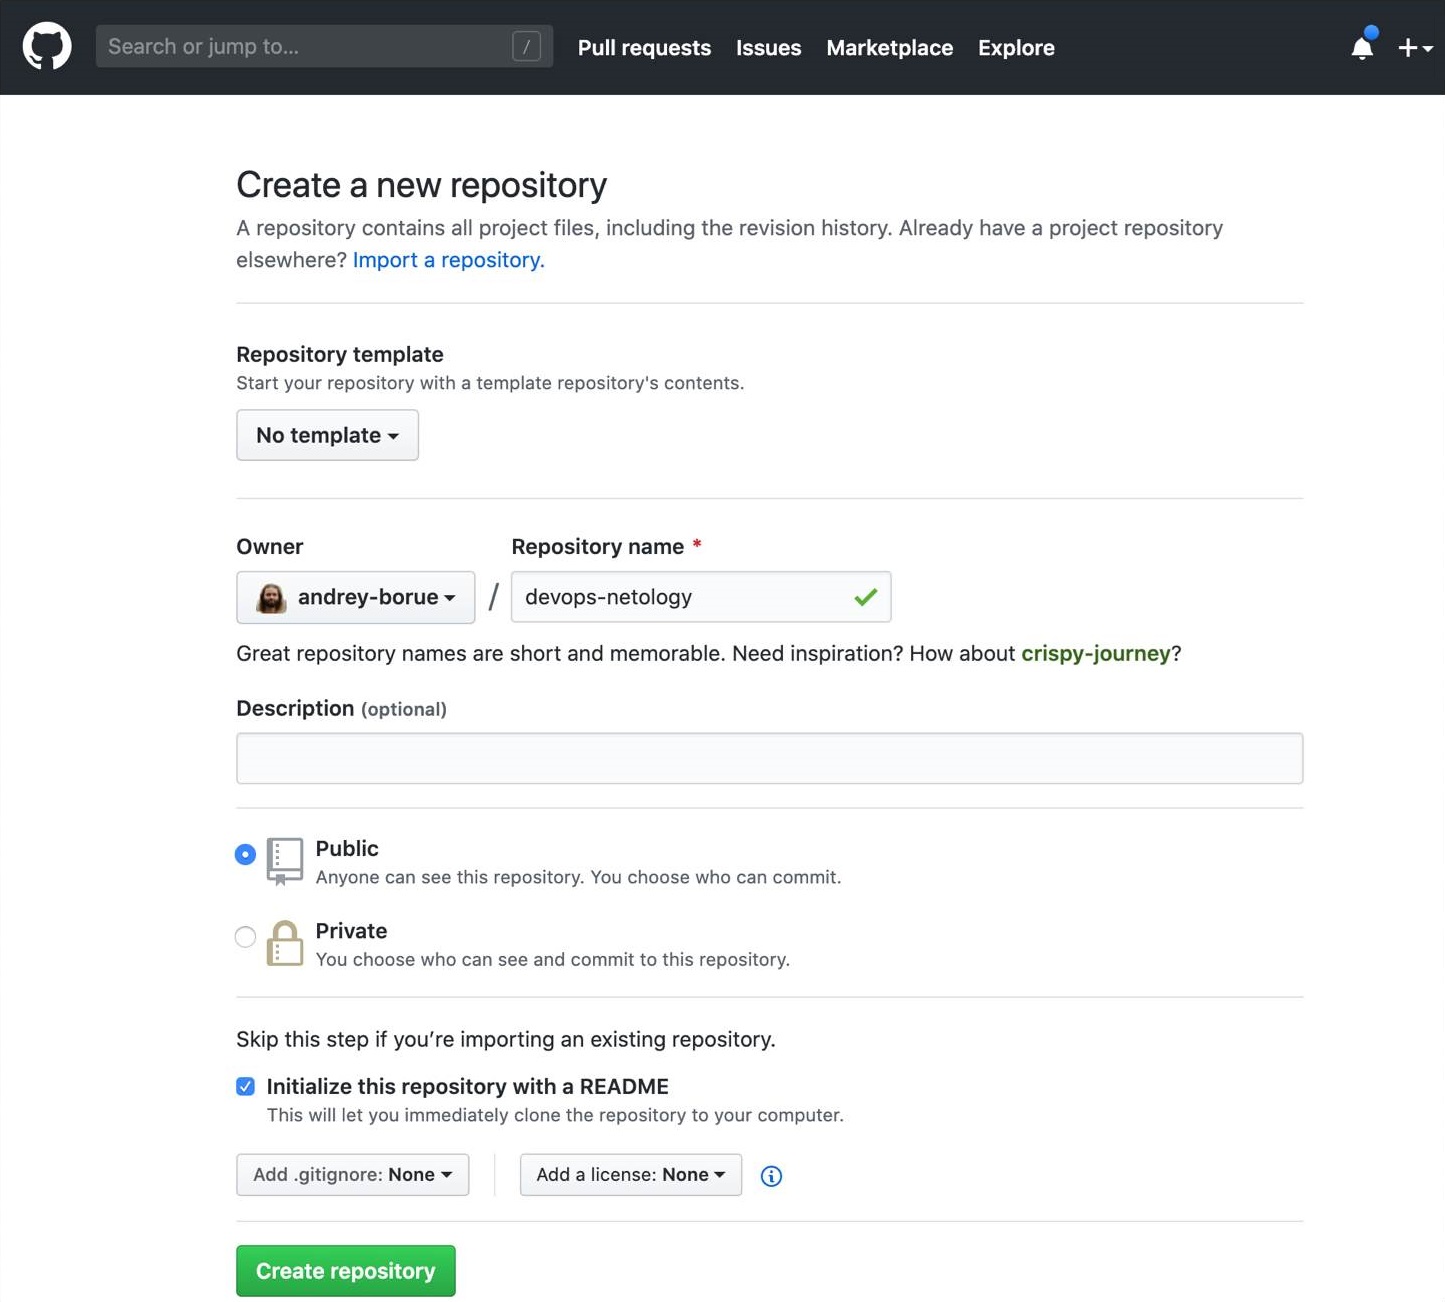 Search or jump to... / Pull requests Issues Marketplace Explore
Create a new repository
A repository contains all project files, including the revision history. Already have a project repository
elsewhere? Import a repository.
Repository template
Start your repository with a template repository's contents.
No template
Owner Repository name *
andrey-borue / devops-netology
Great repository names are short and memorable. Need inspiration? How about crispy-journey?
Description (optional)
Public
Anyone can see this repository. You choose who can commit.
Private
You choose who can see and commit to this repository.
Skip this step if you’re importing an existing repository.
Initialize this repository with a README
This will let you immediately clone the repository to your computer.
Add .gitignore: None Add a license: None
Create repository